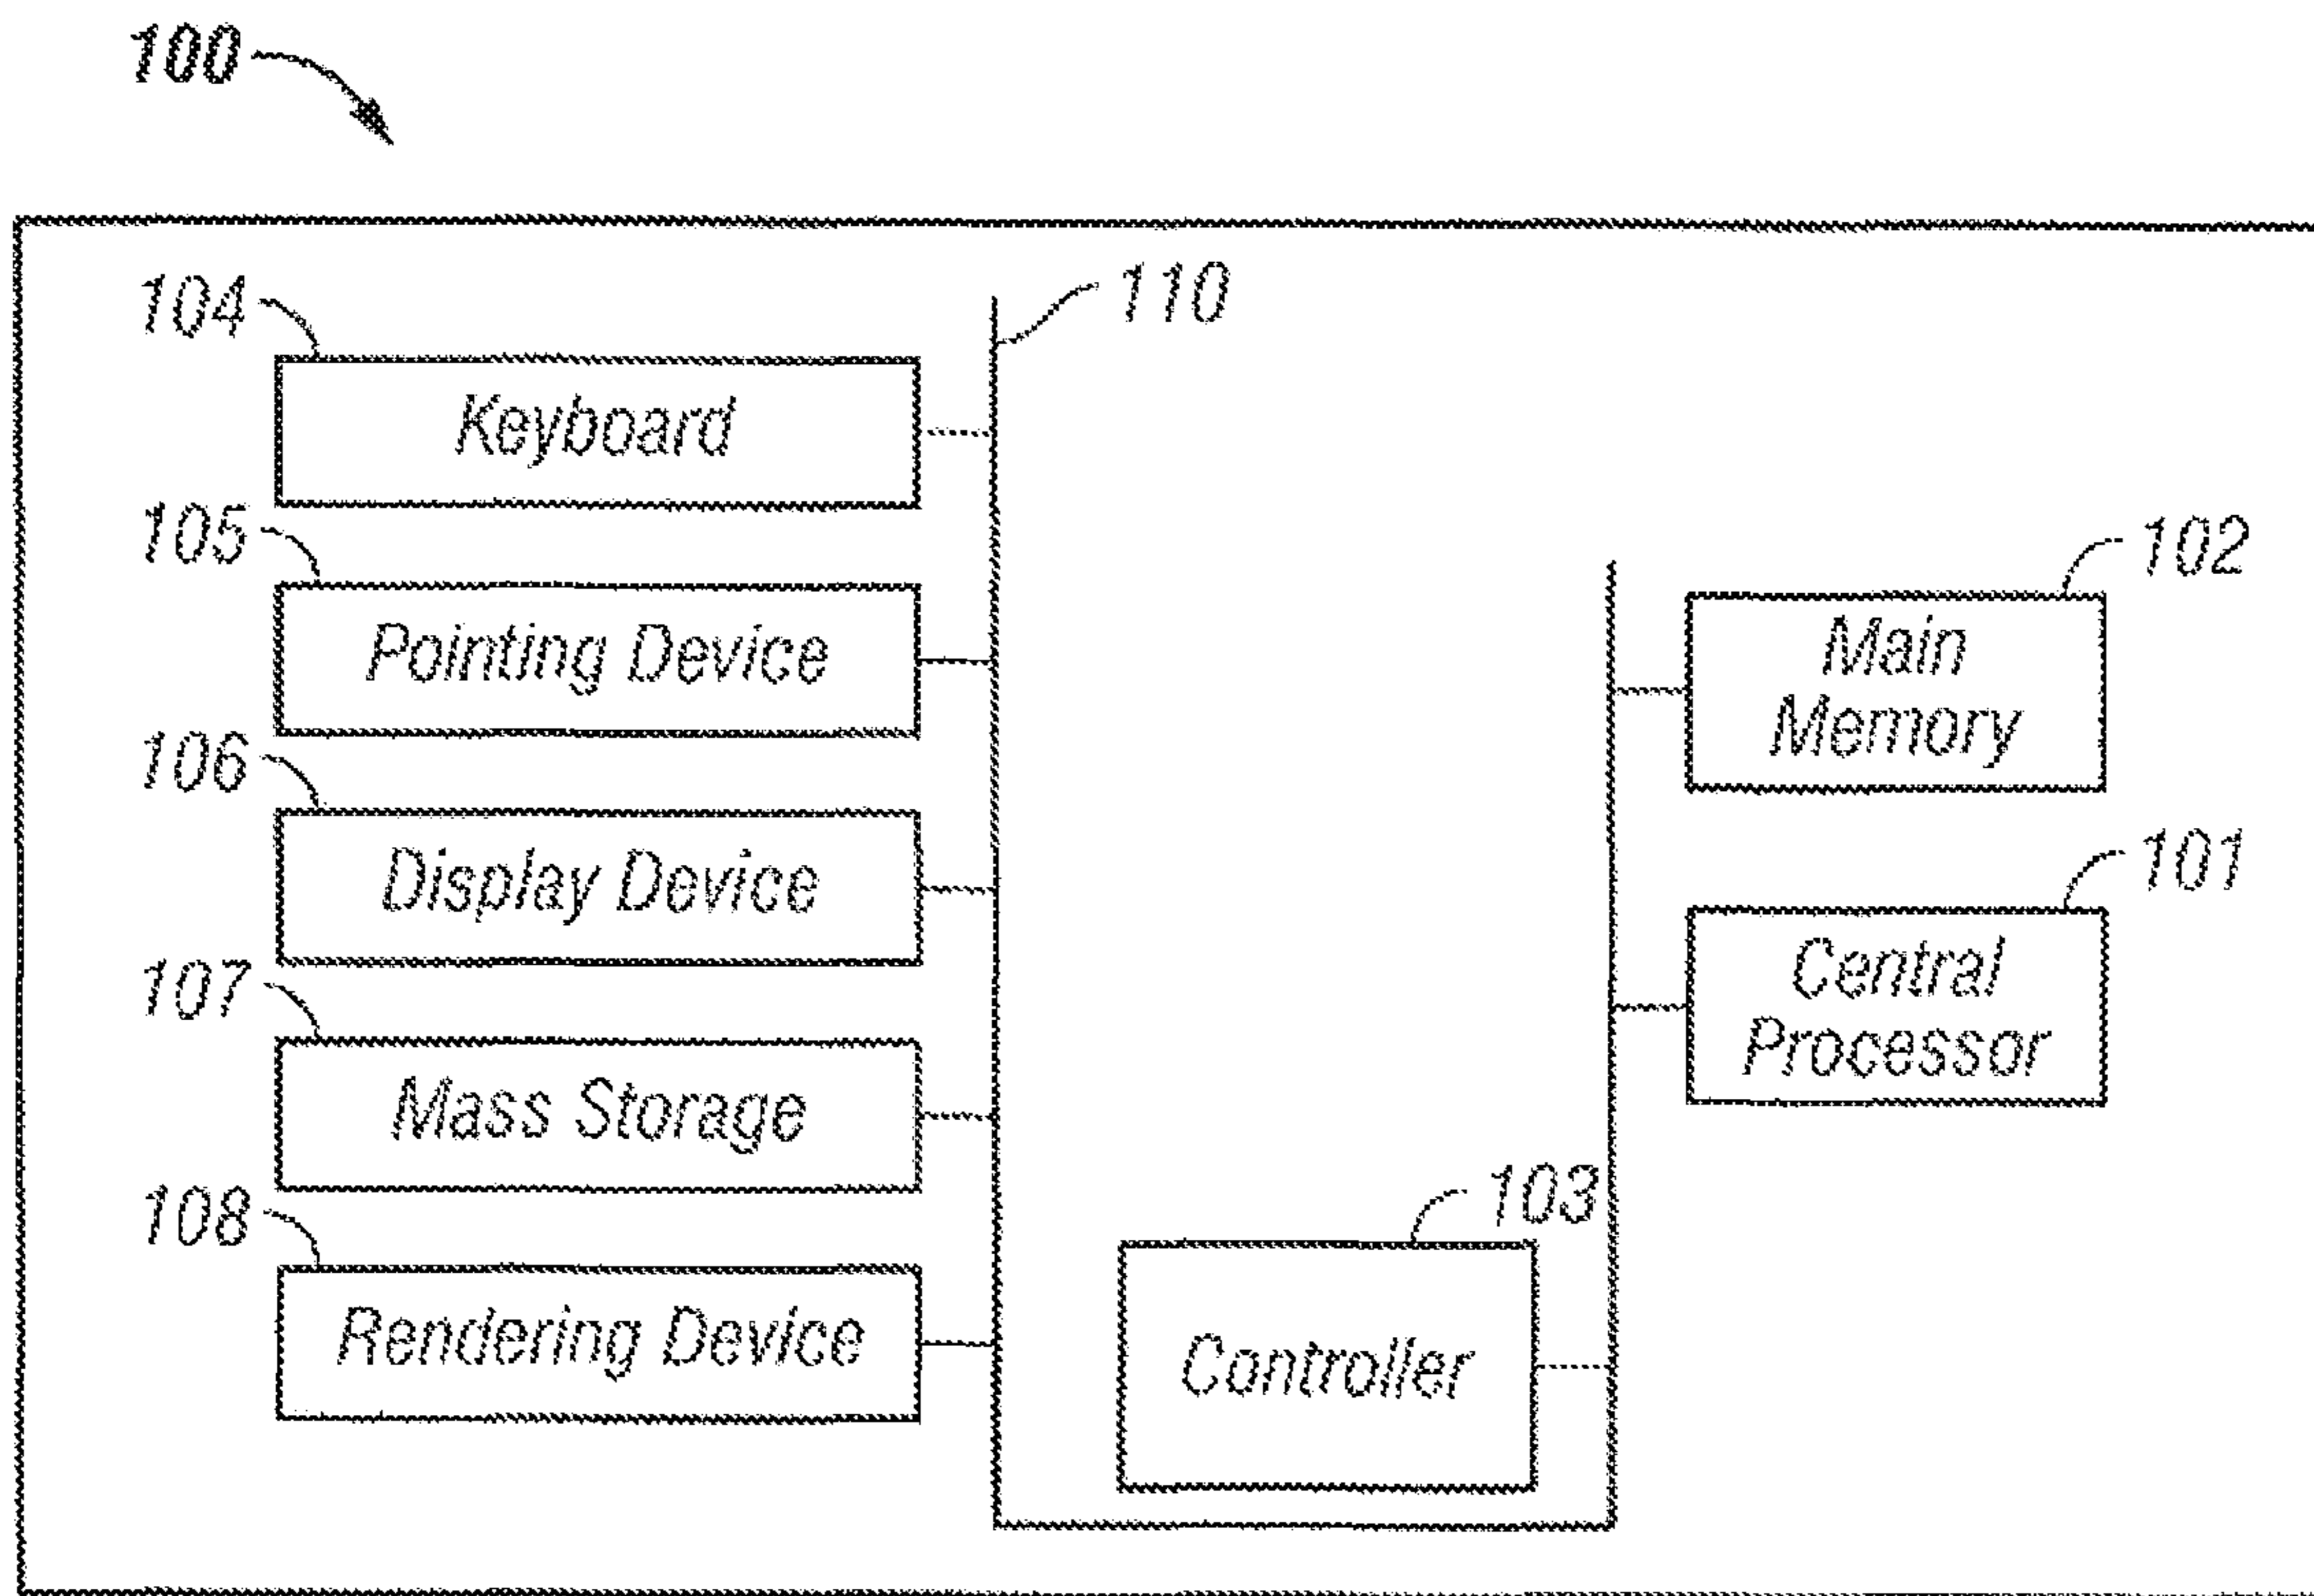 100
104
110
Keyboard
105
Pointing Device
102
Main
Memory
106
Display Device
101
Central
Processor
107
Mass Storage
103
108
Rendering Device
Controller